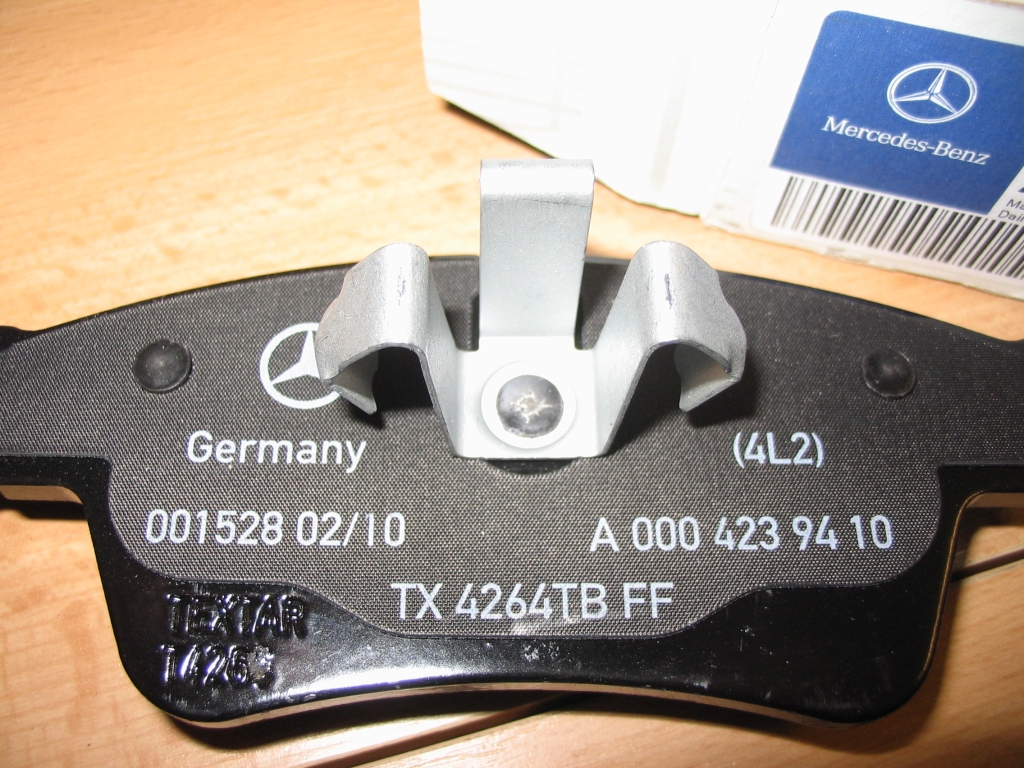 Mercedes-Benz
Germany
(4L2)
001528 02/10
A 000 423 94 10
TX 4264TB FF
TEXTAR